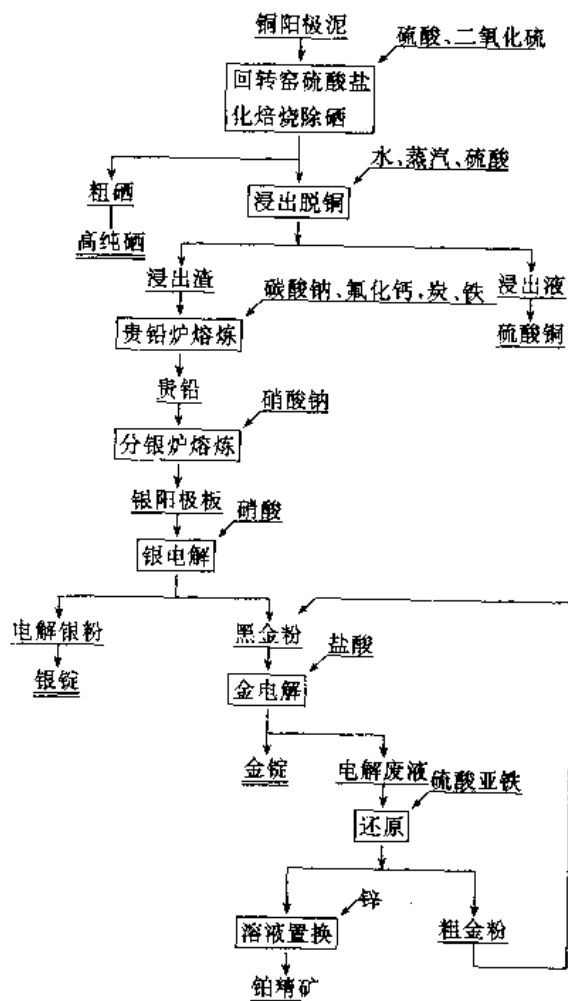 铜阳极泥
硫酸、二氧化硫
回转窑硫酸盐
化焙烧除硒
水、蒸汽、硫酸
粗硒
浸出脱铜
高纯硒
浸出渣
浸出液
碳酸钠、氟化钙,炭、铁
贵铅炉熔炼
硫酸铜
贵铅
硝酸钠
分银炉熔炼
银阳极板
硝酸
银电解
电解银粉
黑金粉
盐酸
银锭
金电解
金锭
电解废液
硫酸亚铁
还原
锌
溶液置换
粗金粉
铂精矿